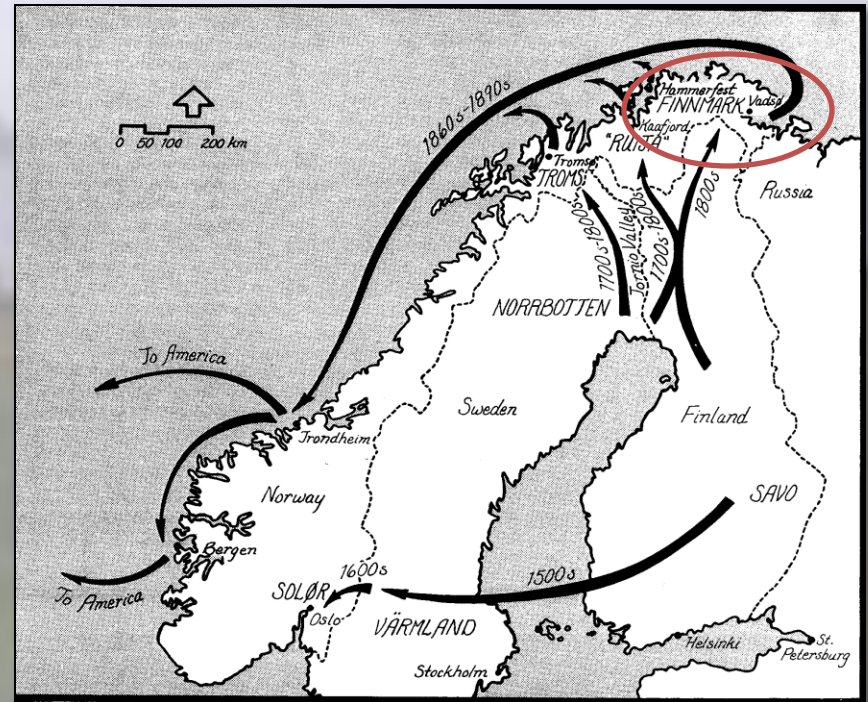 Hammerfest
FINNMARK
Vadsø
Kaafjord
"RUIJA"
1860s-1890s
0 50 100 200 km
Tromsø
TROMS
Russia
1800s
1700s-1800s
Tornio Valley
1700s-1800s
NORRBOTTEN
To America
Sweden
Finland
Trondheim
Norway
SAVO
Bergen
1600s
1500s
To America
SOLØR
Oslo
VÄRMLAND
Helsinki
St.
Petersburg
Stockholm